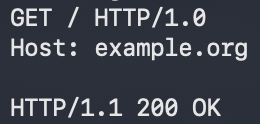 GET / HTTP/1.0
Host: example.org

HTTP/1.1 200 OK